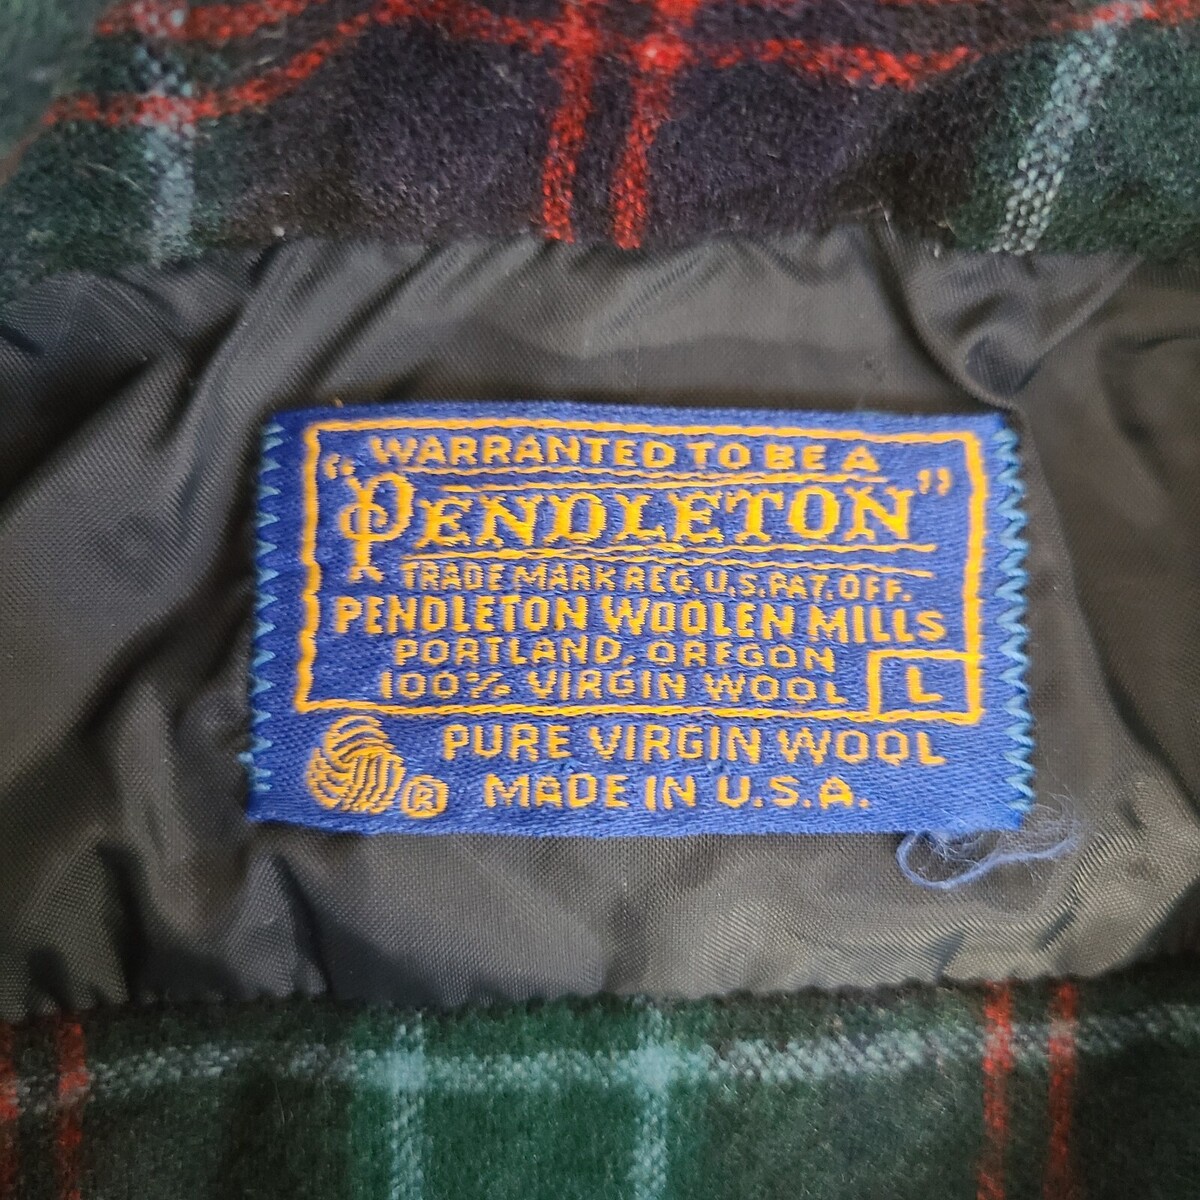 WARRANTED TO BE A
"PENDLETON"
TRADE MARK REG. U.S. PAT. OFF.
PENDLETON WOOLEN MILLS
PORTLAND, OREGON
100% VIRGIN WOOL L
PURE VIRGIN WOOL
® MADE IN U.S.A.